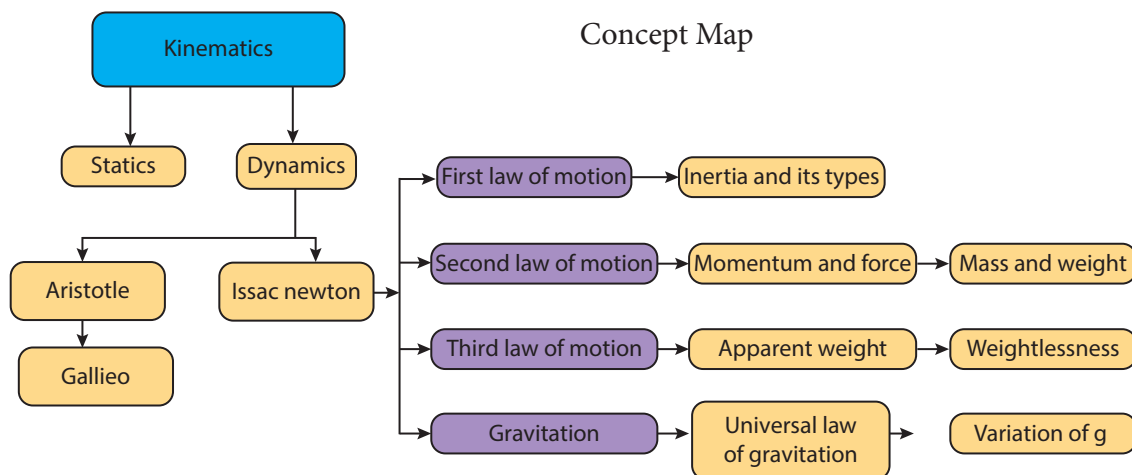 Concept Map
Kinematics
Statics
Dynamics
Aristotle
Gallieo
Issac newton
First law of motion
Inertia and its types
Second law of motion
Momentum and force
Mass and weight
Third law of motion
Apparent weight
Weightlessness
Gravitation
Universal law
of gravitation
Variation of g